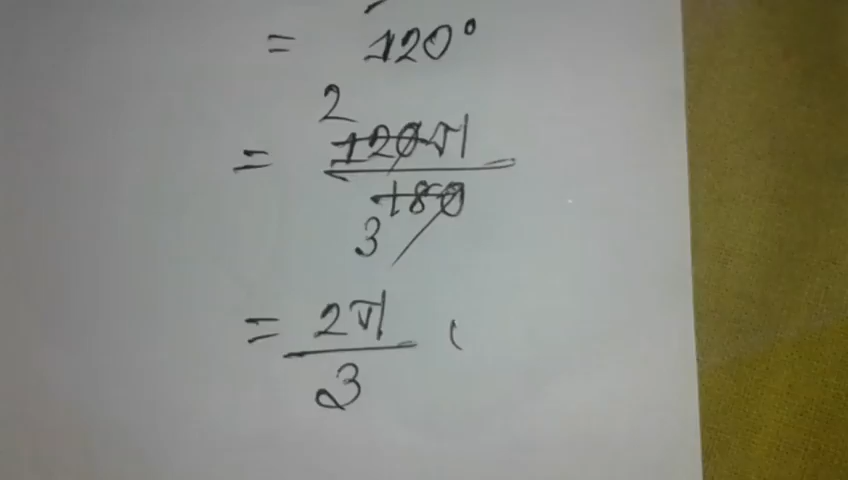 = 120°
= 2 120π
3 180
= 2π
3